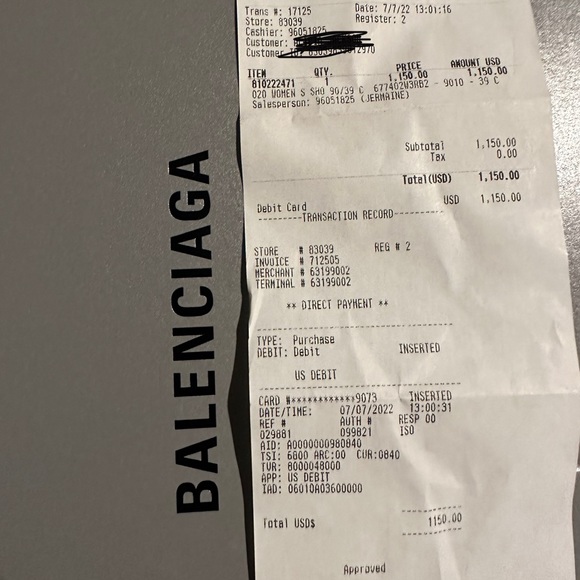 BALENCIAGA
Trans #: 17125 Date: 7/7/22 13:01:16
Store: 83039 Register: 2
Cashier: 96051825
Customer:
Customer
ITEM QTY. PRICE AMOUNT USD
810222471 1 1,150.00 1,150.00
020 WOMEN S SHO 90/39 C 677402W3RB2 - 9010 - 39 C
Salesperson: 96051825 (JERMAINE)
Subtotal 1,150.00
Tax 0.00
Total(USD) 1,150.00
Debit Card USD 1,150.00
--------TRANSACTION RECORD----------
STORE # 83039 REG # 2
INVOICE # 712505
MERCHANT # 63199002
TERMINAL # 63199002
** DIRECT PAYMENT **
TYPE: Purchase
DEBIT: Debit INSERTED
US DEBIT
CARD #************9073 INSERTED
DATE/TIME: 07/07/2022 13:00:31
REF # AUTH # RESP 00
029881 099821 ISO
AID: A0000000980840
TSI: 6800 ARC:00 CUR:0840
TVR: 8000048000
APP: US DEBIT
IAD: 06010A03600000
Total USD$ 1150.00
Approved